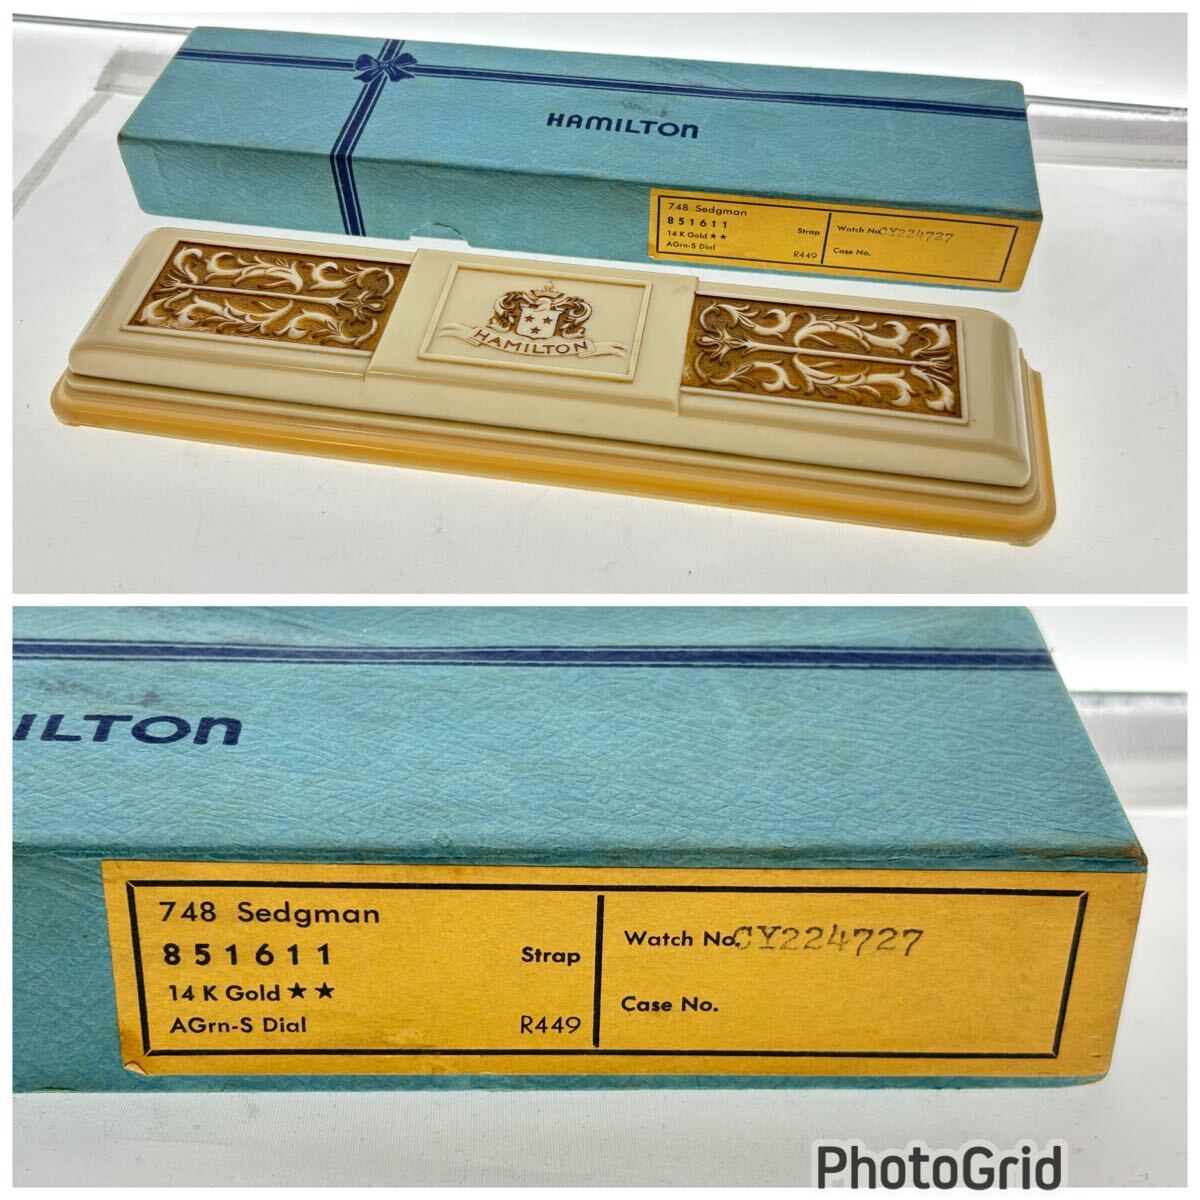 HAMILTON
748 Sedgman
851611 Strap
14 K Gold ★★
AGrn-S Dial R449
Watch No. CY224727
Case No.
HAMILTON
ILTON
748 Sedgman
851611 Strap
14 K Gold ★★
AGrn-S Dial R449
Watch No. CY224727
Case No.
PhotoGrid